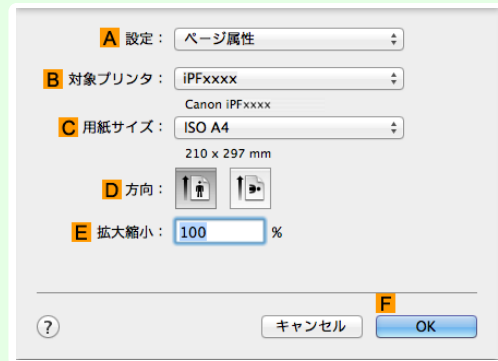 A 設定： ページ属性
B 対象プリンタ： iPFxxxx
Canon iPFxxxx
C 用紙サイズ： ISO A4
210 x 297 mm
D 方向：
E 拡大縮小： 100 %
F
? キャンセル OK